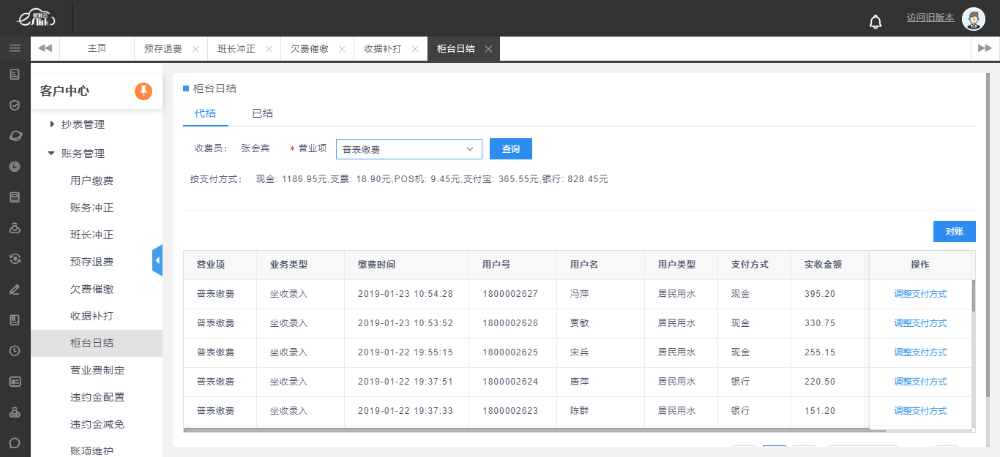 eslink
访问旧版本
主页 预存退费 班长冲正 欠费催缴 收据补打 柜台日结
客户中心
抄表管理
账务管理
用户缴费
账务冲正
班长冲正
预存退费
欠费催缴
收据补打
柜台日结
营业费制定
违约金配置
违约金减免
账项维护
柜台日结
代结 已结
收费员： 张会宾 * 营业项 普表缴费 查询
按支付方式： 现金: 1186.95元,支票: 18.90元,POS机: 9.45元,支付宝: 365.55元,银行: 828.45元
对账
营业项 业务类型 缴费时间 用户号 用户名 用户类型 支付方式 实收金额 操作
普表缴费 坐收录入 2019-01-23 10:54:28 1800002627 冯萍 居民用水 现金 395.20 调整支付方式
普表缴费 坐收录入 2019-01-23 10:53:52 1800002626 贾敏 居民用水 现金 330.75 调整支付方式
普表缴费 坐收录入 2019-01-22 19:55:15 1800002625 宋兵 居民用水 现金 255.15 调整支付方式
普表缴费 坐收录入 2019-01-22 19:37:51 1800002624 唐萍 居民用水 银行 220.50 调整支付方式
普表缴费 坐收录入 2019-01-22 19:37:33 1800002623 陈群 居民用水 银行 151.20 调整支付方式